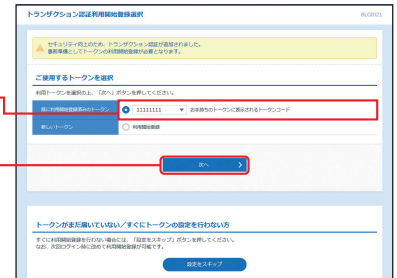 トランザクション認証利用開始登録選択
BLGI021
セキュリティ向上のため、トランザクション認証が追加されました。
事前準備としてトークンの利用開始登録が必要となります。
ご使用するトークンを選択
利用トークンを選択の上、「次へ」ボタンを押してください。
既に利用開始登録済みのトークン
11111111
お手持ちのトークンに表示されるトークンコード
新しいトークン
利用開始登録
次へ
トークンがまだ届いていない／すぐにトークンの設定を行わない方
すぐに利用開始登録を行わない場合には、「設定をスキップ」ボタンを押してください。
なお、次回ログイン時に改めて利用開始登録が可能です。
設定をスキップ